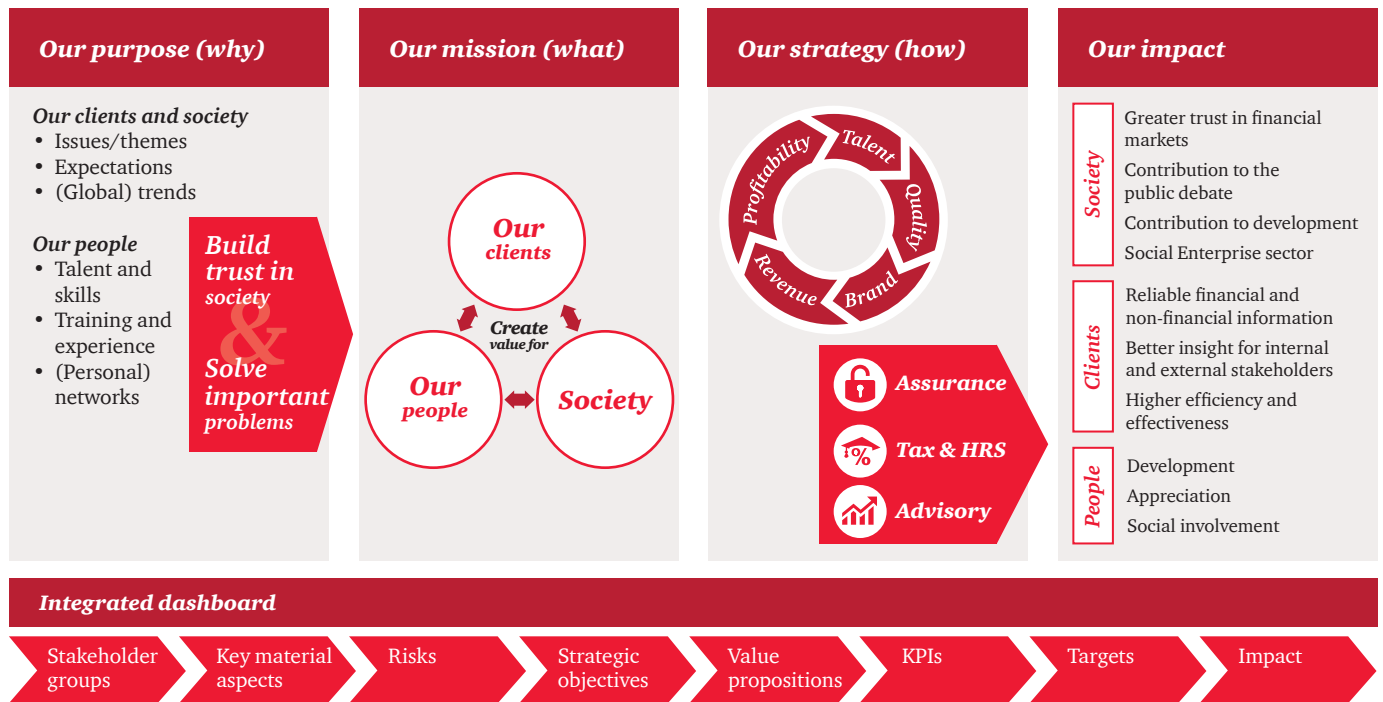 Our purpose (why)
Our clients and society
• Issues/themes
• Expectations
• (Global) trends
Our people
• Talent and
skills
• Training and
experience
• (Personal)
networks
Build
trust in
society
&
Solve
important
problems
Our mission (what)
Our
clients
Create
value for
Our
people
Society
Our strategy (how)
Talent
Quality
Brand
Revenue
Profitability
Assurance
%
Tax & HRS
Advisory
Our impact
Society
Greater trust in financial
markets
Contribution to the
public debate
Contribution to development
Social Enterprise sector
Clients
Reliable financial and
non-financial information
Better insight for internal
and external stakeholders
Higher efficiency and
effectiveness
People
Development
Appreciation
Social involvement
Integrated dashboard
Stakeholder
groups
Key material
aspects
Risks
Strategic
objectives
Value
propositions
KPIs
Targets
Impact